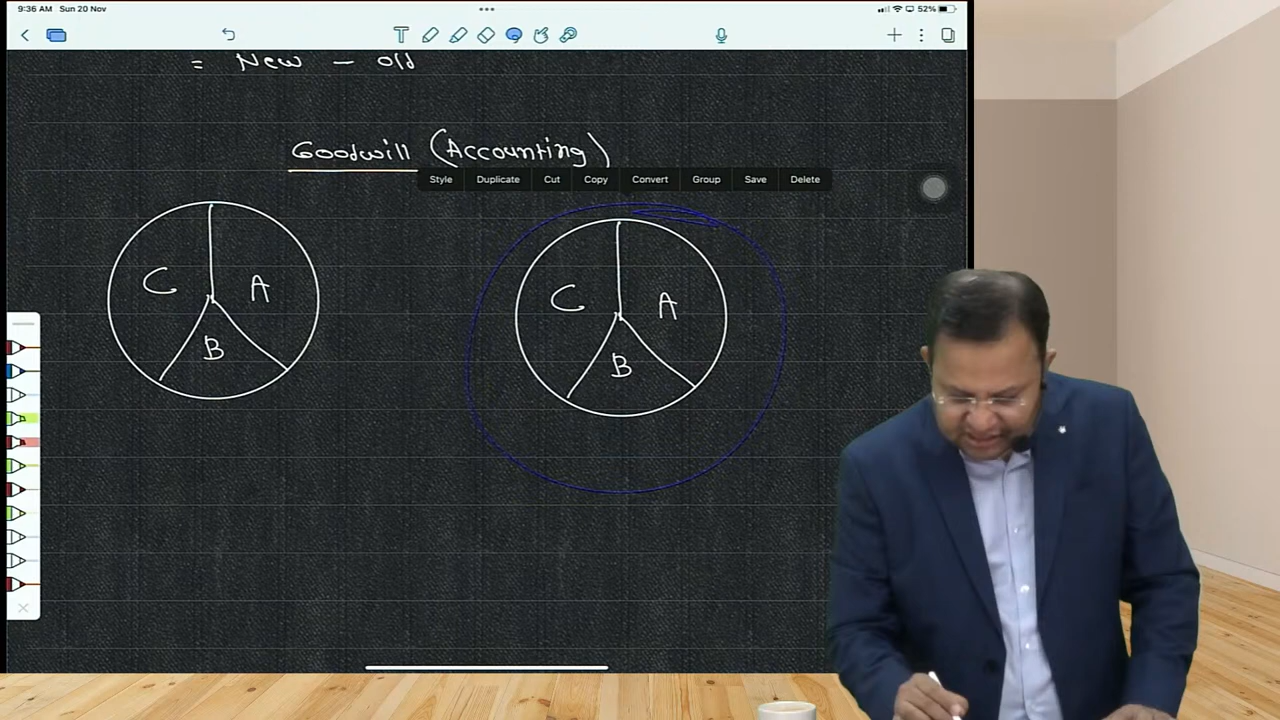 9:36 AM Sun 20 Nov
52%
= New - old
Goodwill (Accounting)
Style Duplicate Cut Copy Convert Group Save Delete
C A
B
C A
B